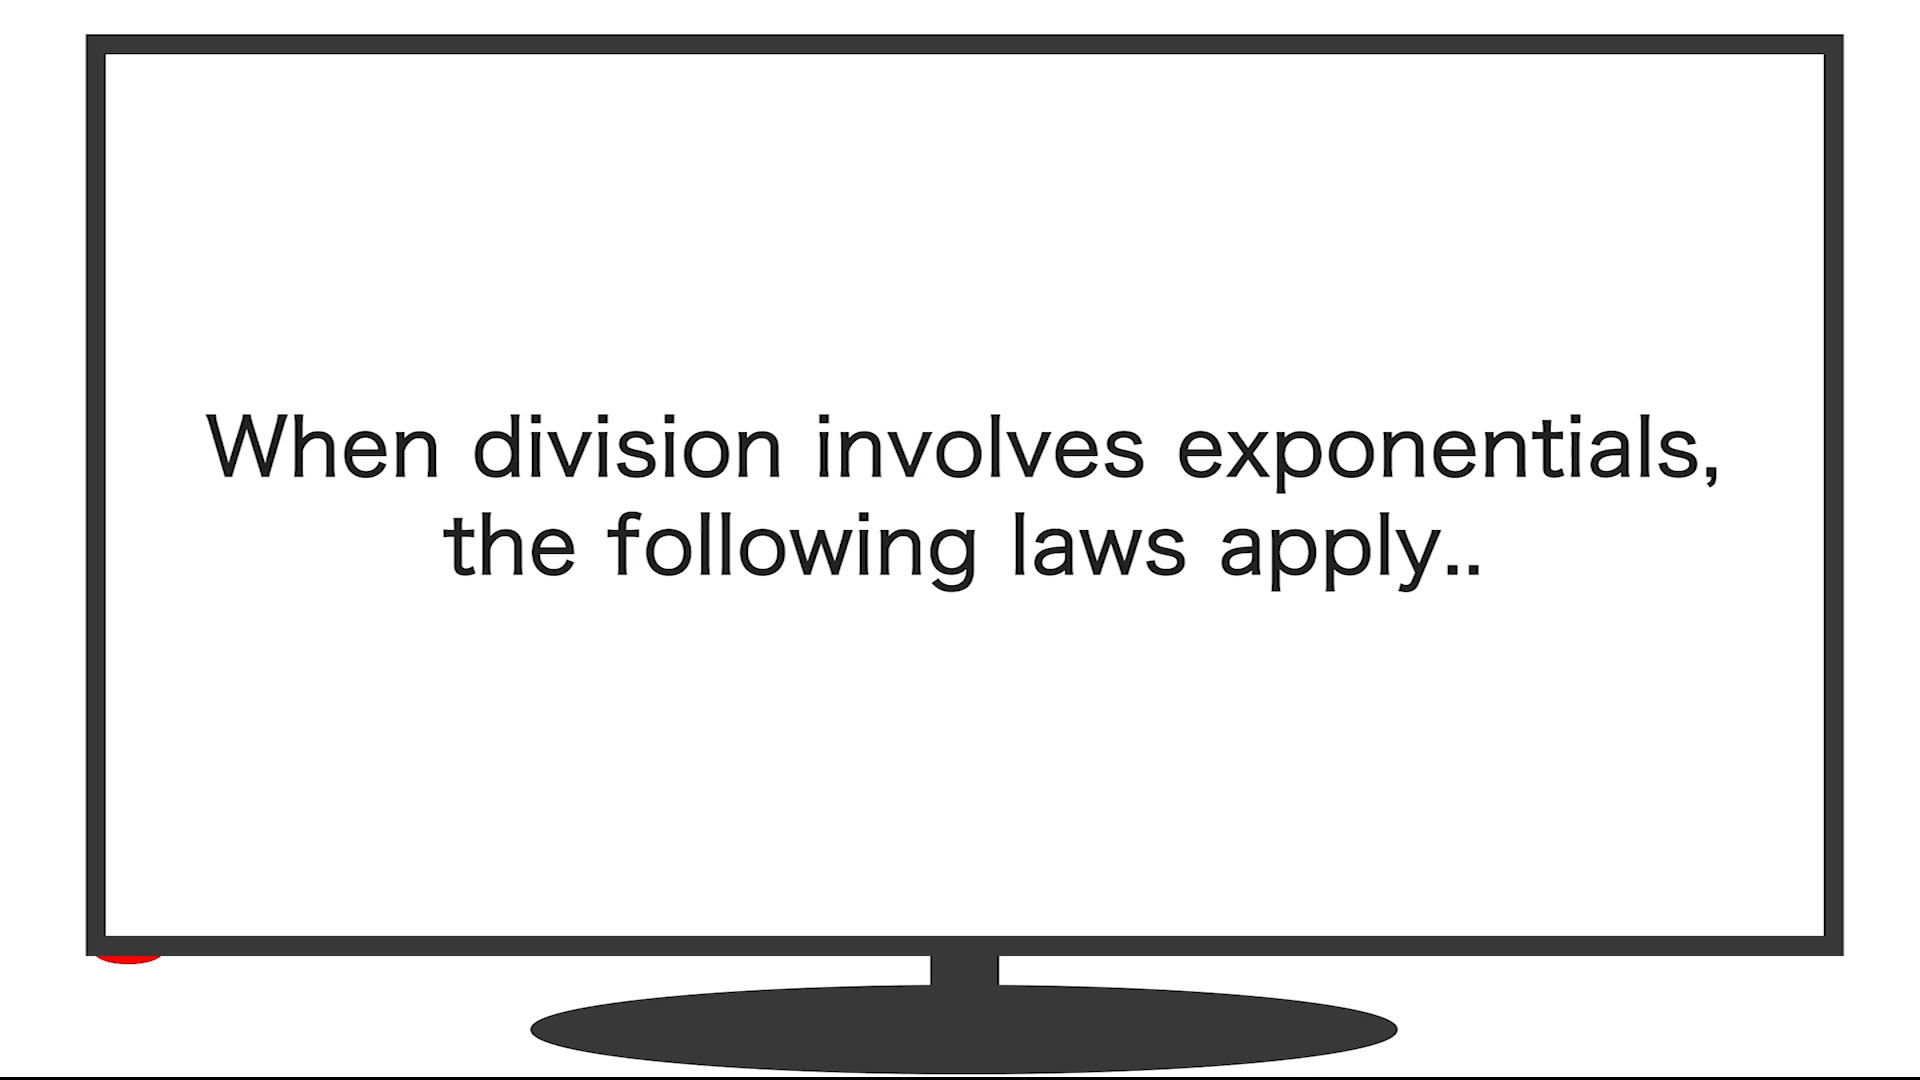 When division involves exponentials,
the following laws apply..